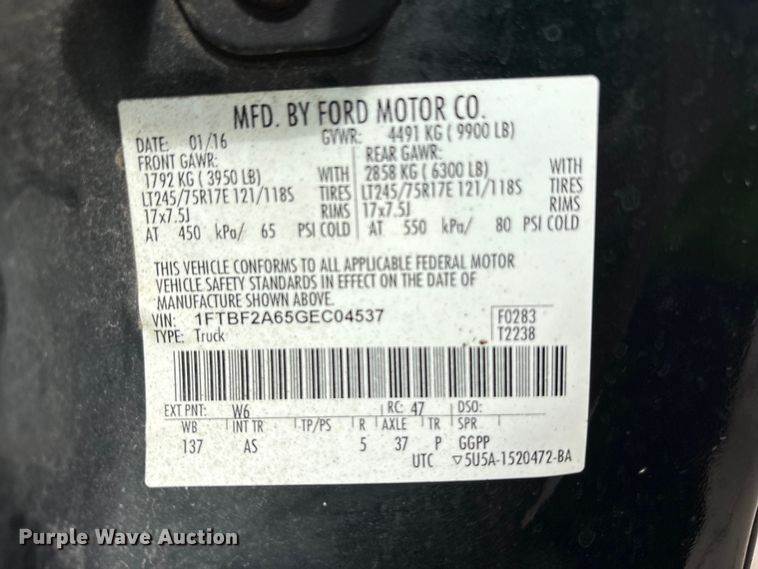 MFD. BY FORD MOTOR CO.
DATE: 01/16 GVWR: 4491 KG ( 9900 LB)
FRONT GAWR: REAR GAWR:
1792 KG ( 3950 LB) WITH 2858 KG ( 6300 LB) WITH
LT245/75R17E 121/118S TIRES LT245/75R17E 121/118S TIRES
17x7.5J RIMS 17x7.5J RIMS
AT 450 kPa/ 65 PSI COLD AT 550 kPa/ 80 PSI COLD
THIS VEHICLE CONFORMS TO ALL APPLICABLE FEDERAL MOTOR
VEHICLE SAFETY STANDARDS IN EFFECT ON THE DATE OF
MANUFACTURE SHOWN ABOVE.
VIN: 1FTBF2A65GEC04537 F0283
TYPE: Truck T2238
EXT PNT: W6 RC: 47 DSO:
WB INT TR TP/PS R AXLE TR SPR
137 AS 5 37 P GGPP
UTC ▽5U5A-1520472-BA
Purple Wave Auction